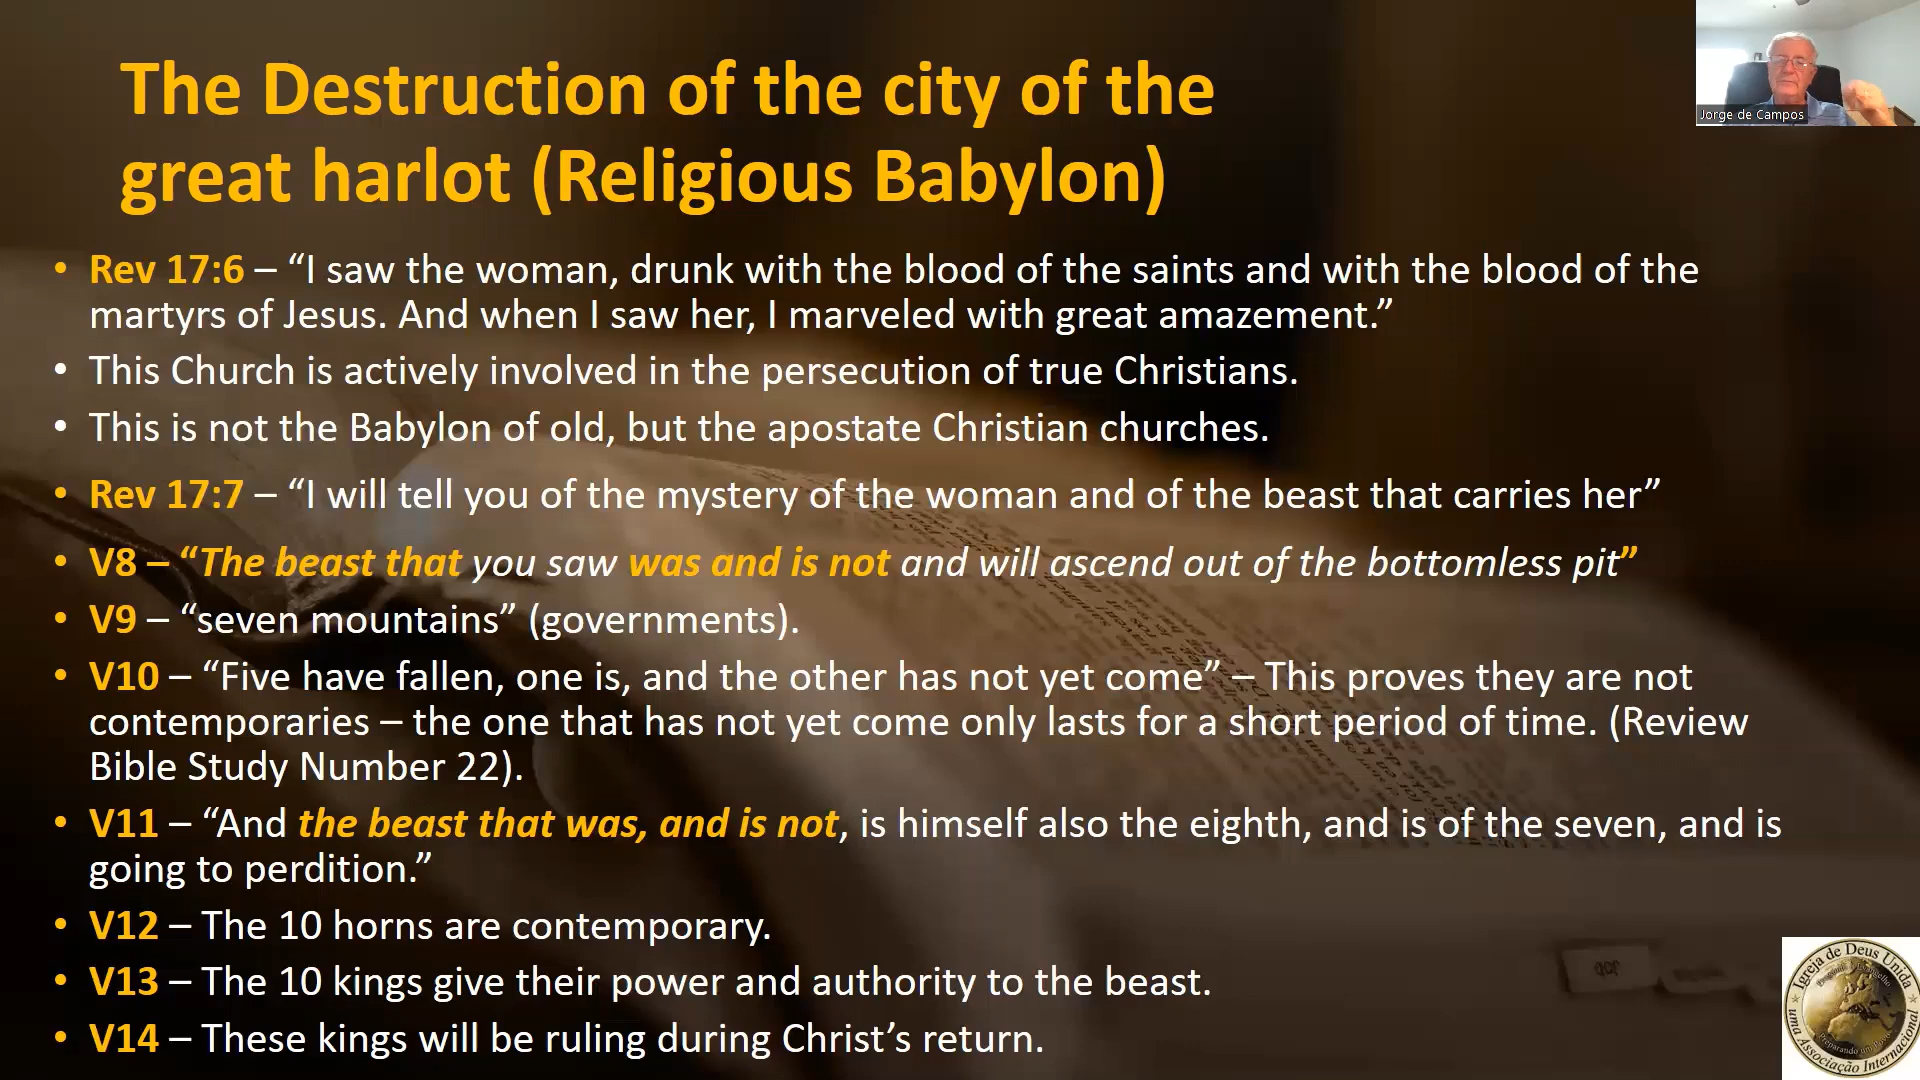 The Destruction of the city of the
great harlot (Religious Babylon)
Jorge de Campos
• Rev 17:6 – “I saw the woman, drunk with the blood of the saints and with the blood of the
martyrs of Jesus. And when I saw her, I marveled with great amazement.”
• This Church is actively involved in the persecution of true Christians.
• This is not the Babylon of old, but the apostate Christian churches.
• Rev 17:7 – “I will tell you of the mystery of the woman and of the beast that carries her”
• V8 – “The beast that you saw was and is not and will ascend out of the bottomless pit”
• V9 – “seven mountains” (governments).
• V10 – “Five have fallen, one is, and the other has not yet come” – This proves they are not
contemporaries – the one that has not yet come only lasts for a short period of time. (Review
Bible Study Number 22).
• V11 – “And the beast that was, and is not, is himself also the eighth, and is of the seven, and is
going to perdition.”
• V12 – The 10 horns are contemporary.
• V13 – The 10 kings give their power and authority to the beast.
• V14 – These kings will be ruling during Christ’s return.
Igreja de Deus Unida
uma Associação Internacional